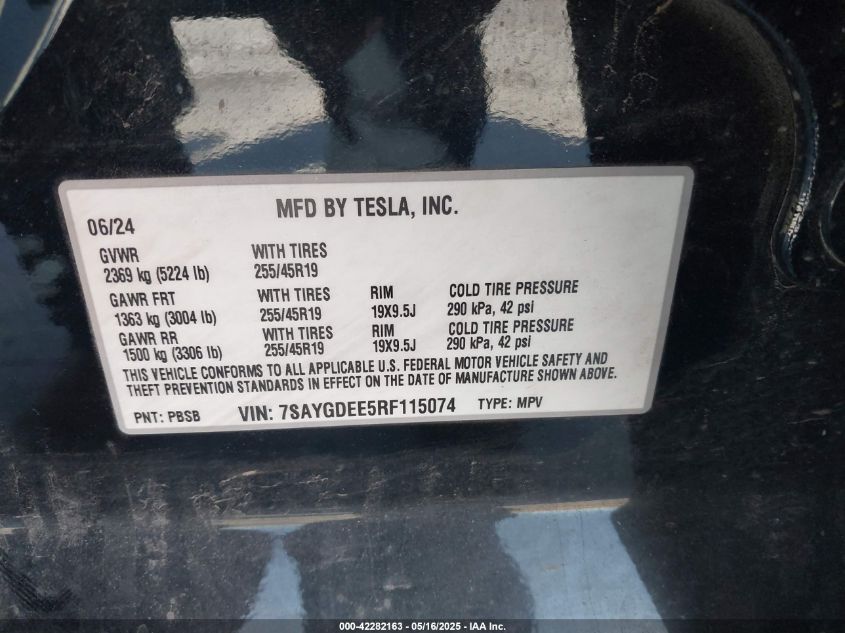 MFD BY TESLA, INC.
06/24
GVWR WITH TIRES
2369 kg (5224 lb) 255/45R19
GAWR FRT WITH TIRES RIM COLD TIRE PRESSURE
1363 kg (3004 lb) 255/45R19 19X9.5J 290 kPa, 42 psi
GAWR RR WITH TIRES RIM COLD TIRE PRESSURE
1500 kg (3306 lb) 255/45R19 19X9.5J 290 kPa, 42 psi
THIS VEHICLE CONFORMS TO ALL APPLICABLE U.S. FEDERAL MOTOR VEHICLE SAFETY AND
THEFT PREVENTION STANDARDS IN EFFECT ON THE DATE OF MANUFACTURE SHOWN ABOVE.
PNT: PBSB VIN: 7SAYGDEE5RF115074 TYPE: MPV
000-42282163 - 05/16/2025 - IAA Inc.